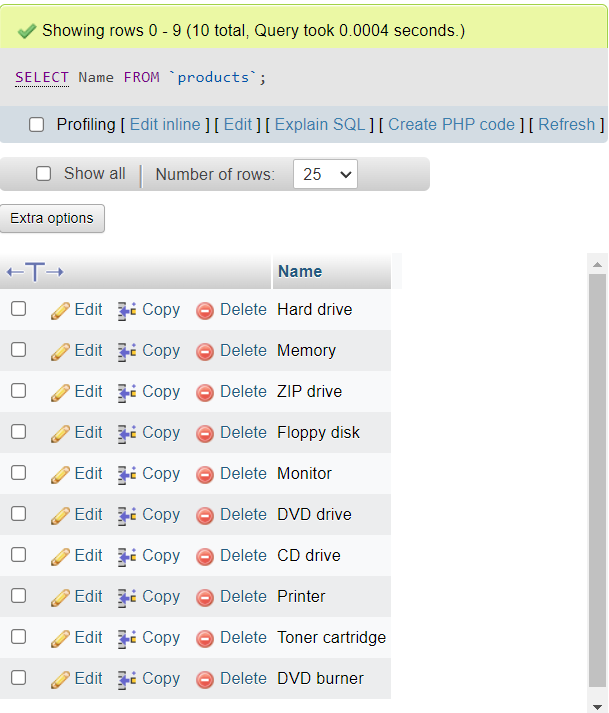 Showing rows 0 - 9 (10 total, Query took 0.0004 seconds.)
SELECT Name FROM `products`;
Profiling [ Edit inline ] [ Edit ] [ Explain SQL ] [ Create PHP code ] [ Refresh ]
Show all Number of rows: 25
Extra options
←T→ Name
Edit Copy Delete Hard drive
Edit Copy Delete Memory
Edit Copy Delete ZIP drive
Edit Copy Delete Floppy disk
Edit Copy Delete Monitor
Edit Copy Delete DVD drive
Edit Copy Delete CD drive
Edit Copy Delete Printer
Edit Copy Delete Toner cartridge
Edit Copy Delete DVD burner